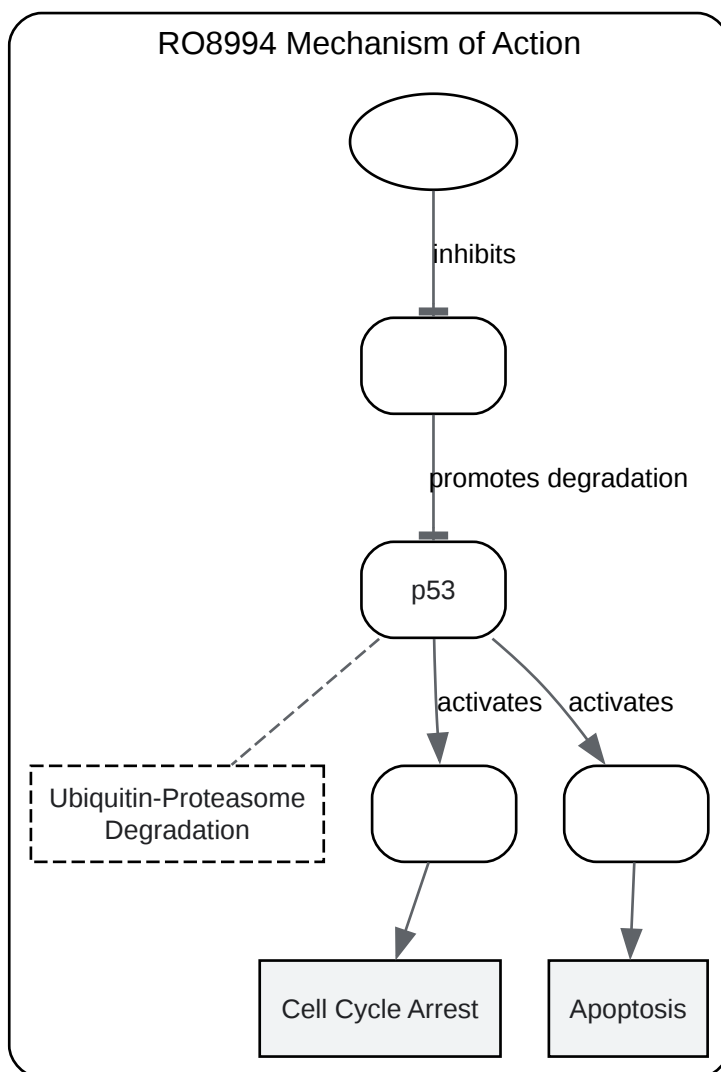 RO8994 Mechanism of Action
inhibits
promotes degradation
p53
activates
activates
Ubiquitin-Proteasome
Degradation
Cell Cycle Arrest
Apoptosis